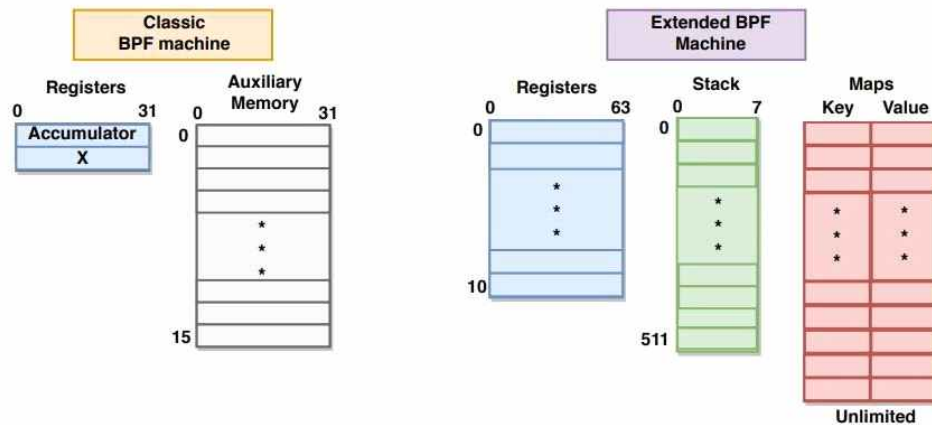 Classic
BPF machine
Registers
0 31
Accumulator
X
Auxiliary
Memory
0 31
0
*
*
*
15
Extended BPF
Machine
Registers
0 63
0
*
*
*
10
Stack
0 7
0
*
*
*
511
Maps
Key Value
* *
* *
* *
Unlimited